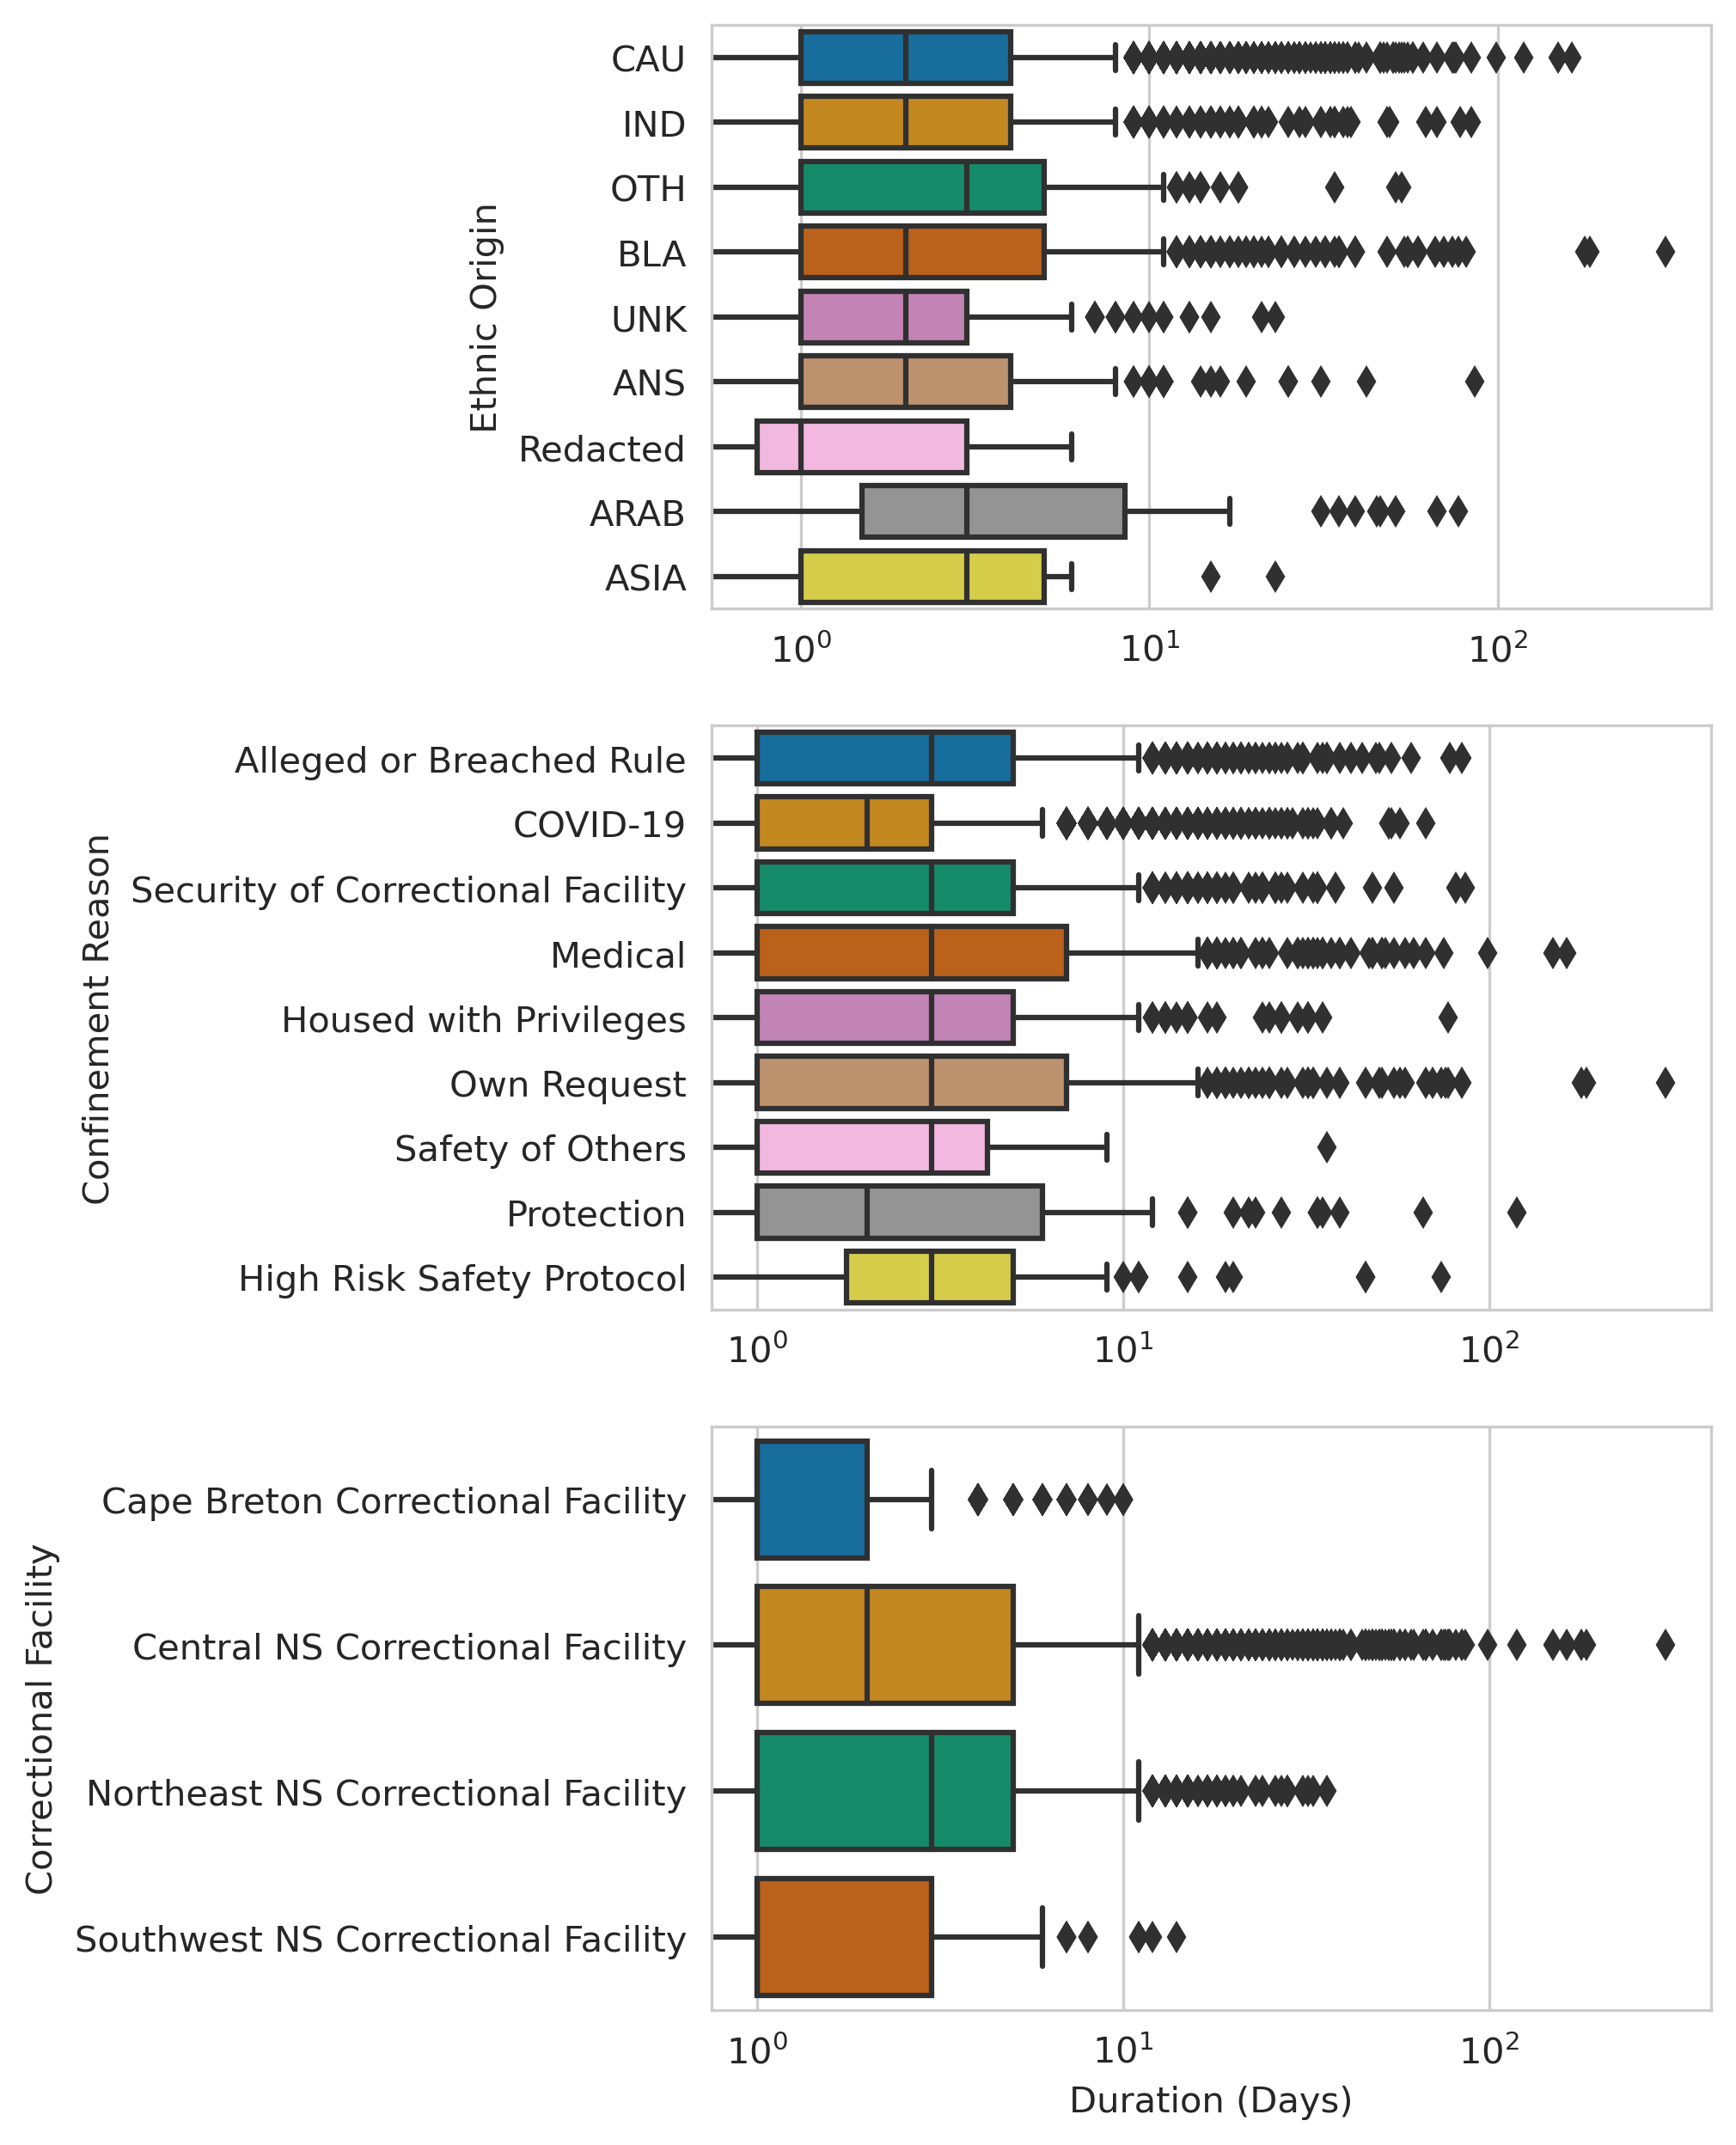 Ethnic Origin
CAU
IND
OTH
BLA
UNK
ANS
Redacted
ARAB
ASIA
10⁰ 10¹ 10²
Confinement Reason
Alleged or Breached Rule
COVID-19
Security of Correctional Facility
Medical
Housed with Privileges
Own Request
Safety of Others
Protection
High Risk Safety Protocol
10⁰ 10¹ 10²
Correctional Facility
Cape Breton Correctional Facility
Central NS Correctional Facility
Northeast NS Correctional Facility
Southwest NS Correctional Facility
10⁰ 10¹ 10²
Duration (Days)